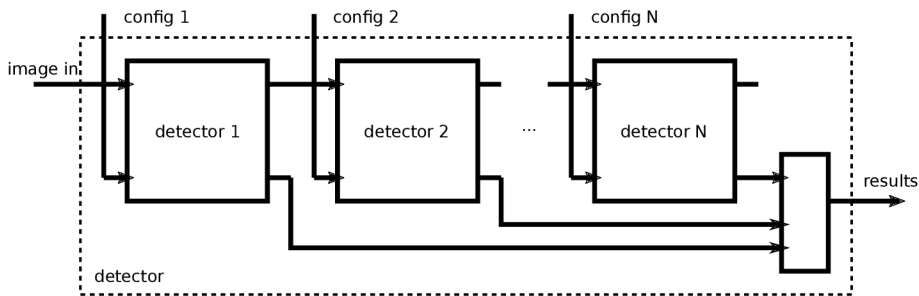 config 1
config 2
config N
image in
detector 1
detector 2
...
detector N
results
detector